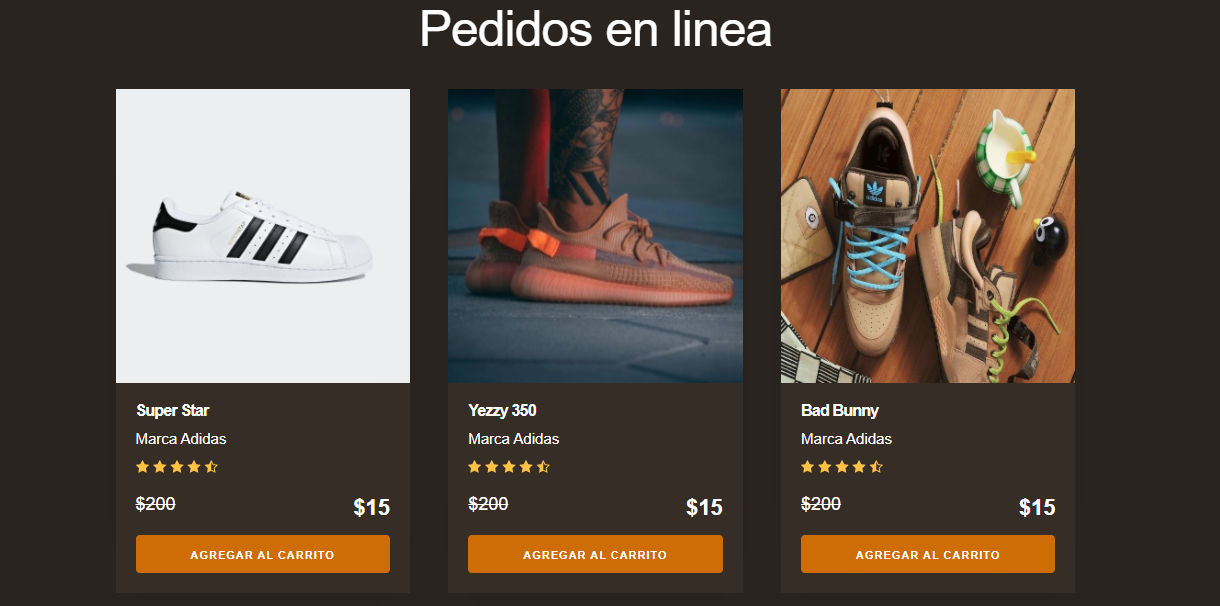 Pedidos en linea
adidas
Super Star
Marca Adidas
$200
$15
AGREGAR AL CARRITO
Yezzy 350
Marca Adidas
$200
$15
AGREGAR AL CARRITO
Bad Bunny
Marca Adidas
$200
$15
AGREGAR AL CARRITO